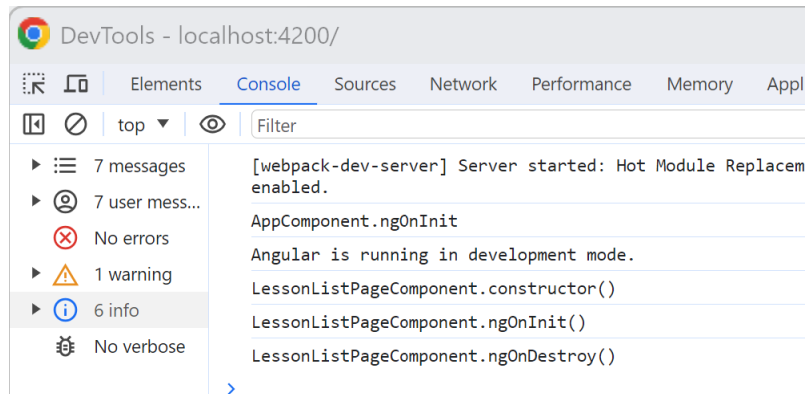 DevTools - localhost:4200/
Elements Console Sources Network Performance Memory Appl
top Filter
7 messages
7 user mess...
No errors
1 warning
6 info
No verbose
[webpack-dev-server] Server started: Hot Module Replacem
enabled.
AppComponent.ngOnInit
Angular is running in development mode.
LessonListPageComponent.constructor()
LessonListPageComponent.ngOnInit()
LessonListPageComponent.ngOnDestroy()